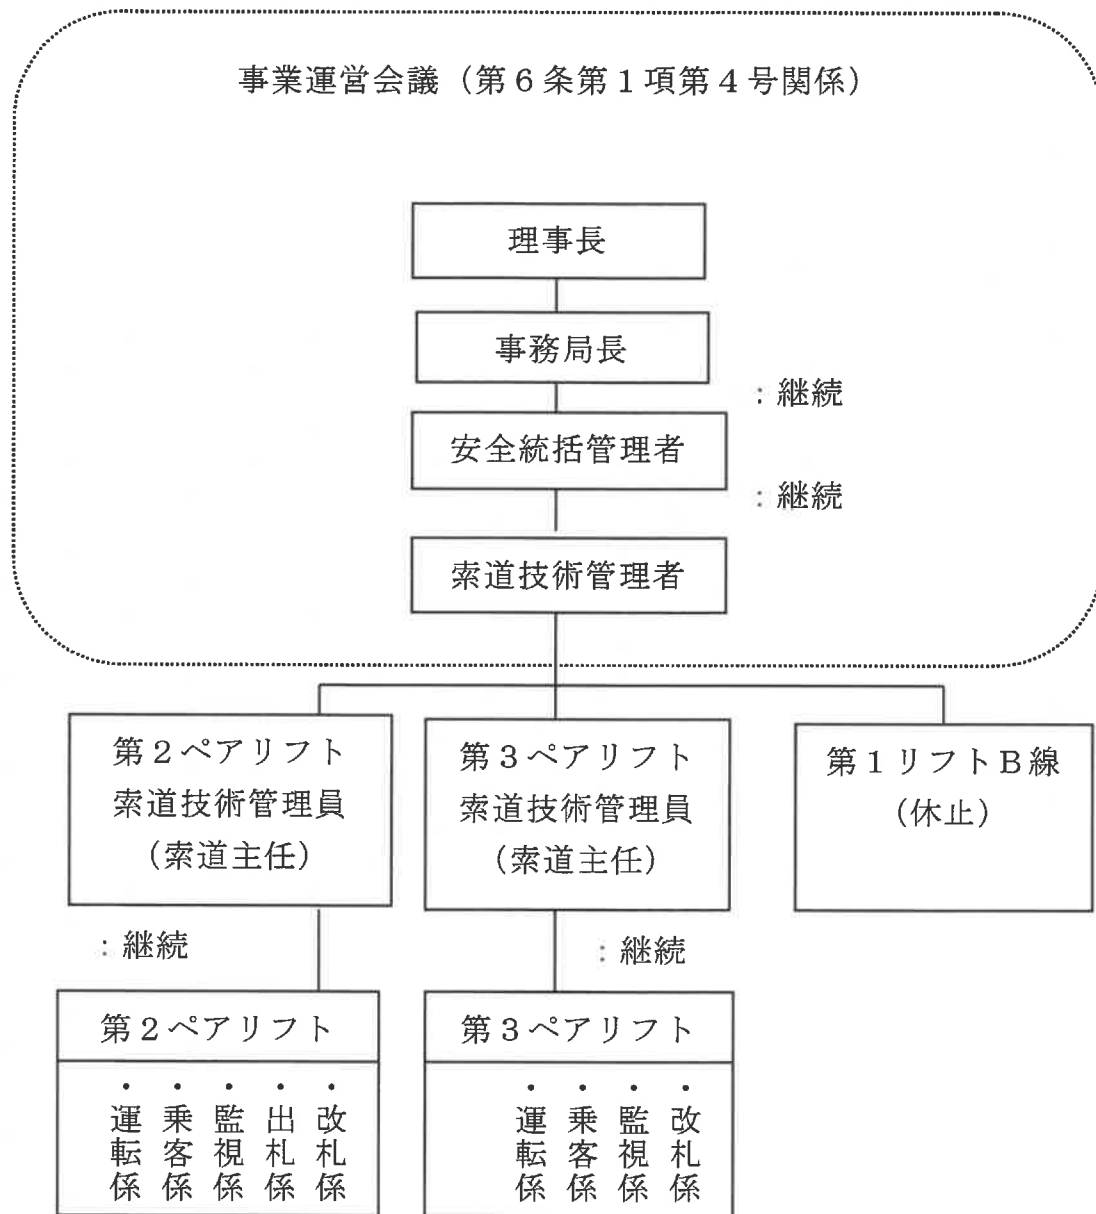 事業運営会議（第６条第１項第４号関係）
理事長
事務局長
：継続
安全統括管理者
：継続
索道技術管理者
第２ペアリフト
索道技術管理員
（索道主任）
第３ペアリフト
索道技術管理員
（索道主任）
第１リフトＢ線
（休止）
：継続
：継続
第２ペアリフト
・改札係
・出札係
・監視係
・乗客係
・運転係
第３ペアリフト
・改札係
・監視係
・乗客係
・運転係